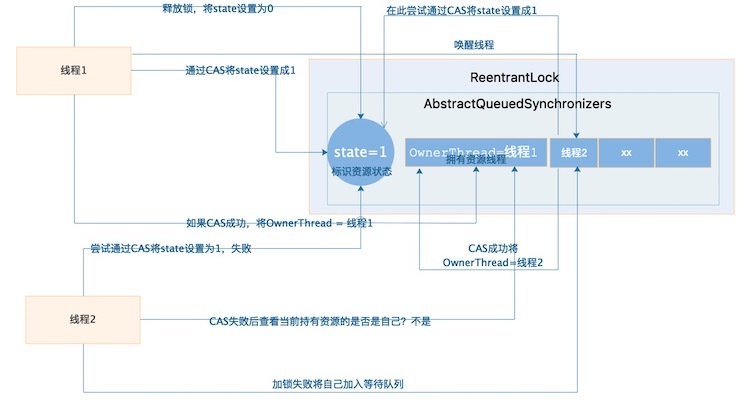 释放锁，将state设置为0
在此尝试通过CAS将state设置成1
唤醒线程
线程1
通过CAS将state设置成1
ReentrantLock
AbstractQueuedSynchronizers
state=1
标识资源状态
OwnerThread=线程1
拥有资源线程
线程2
xx
xx
如果CAS成功，将OwnerThread = 线程1
尝试通过CAS将state设置为1，失败
CAS成功将
OwnerThread=线程2
线程2
CAS失败后查看当前持有资源的是否是自己？不是
加锁失败将自己加入等待队列